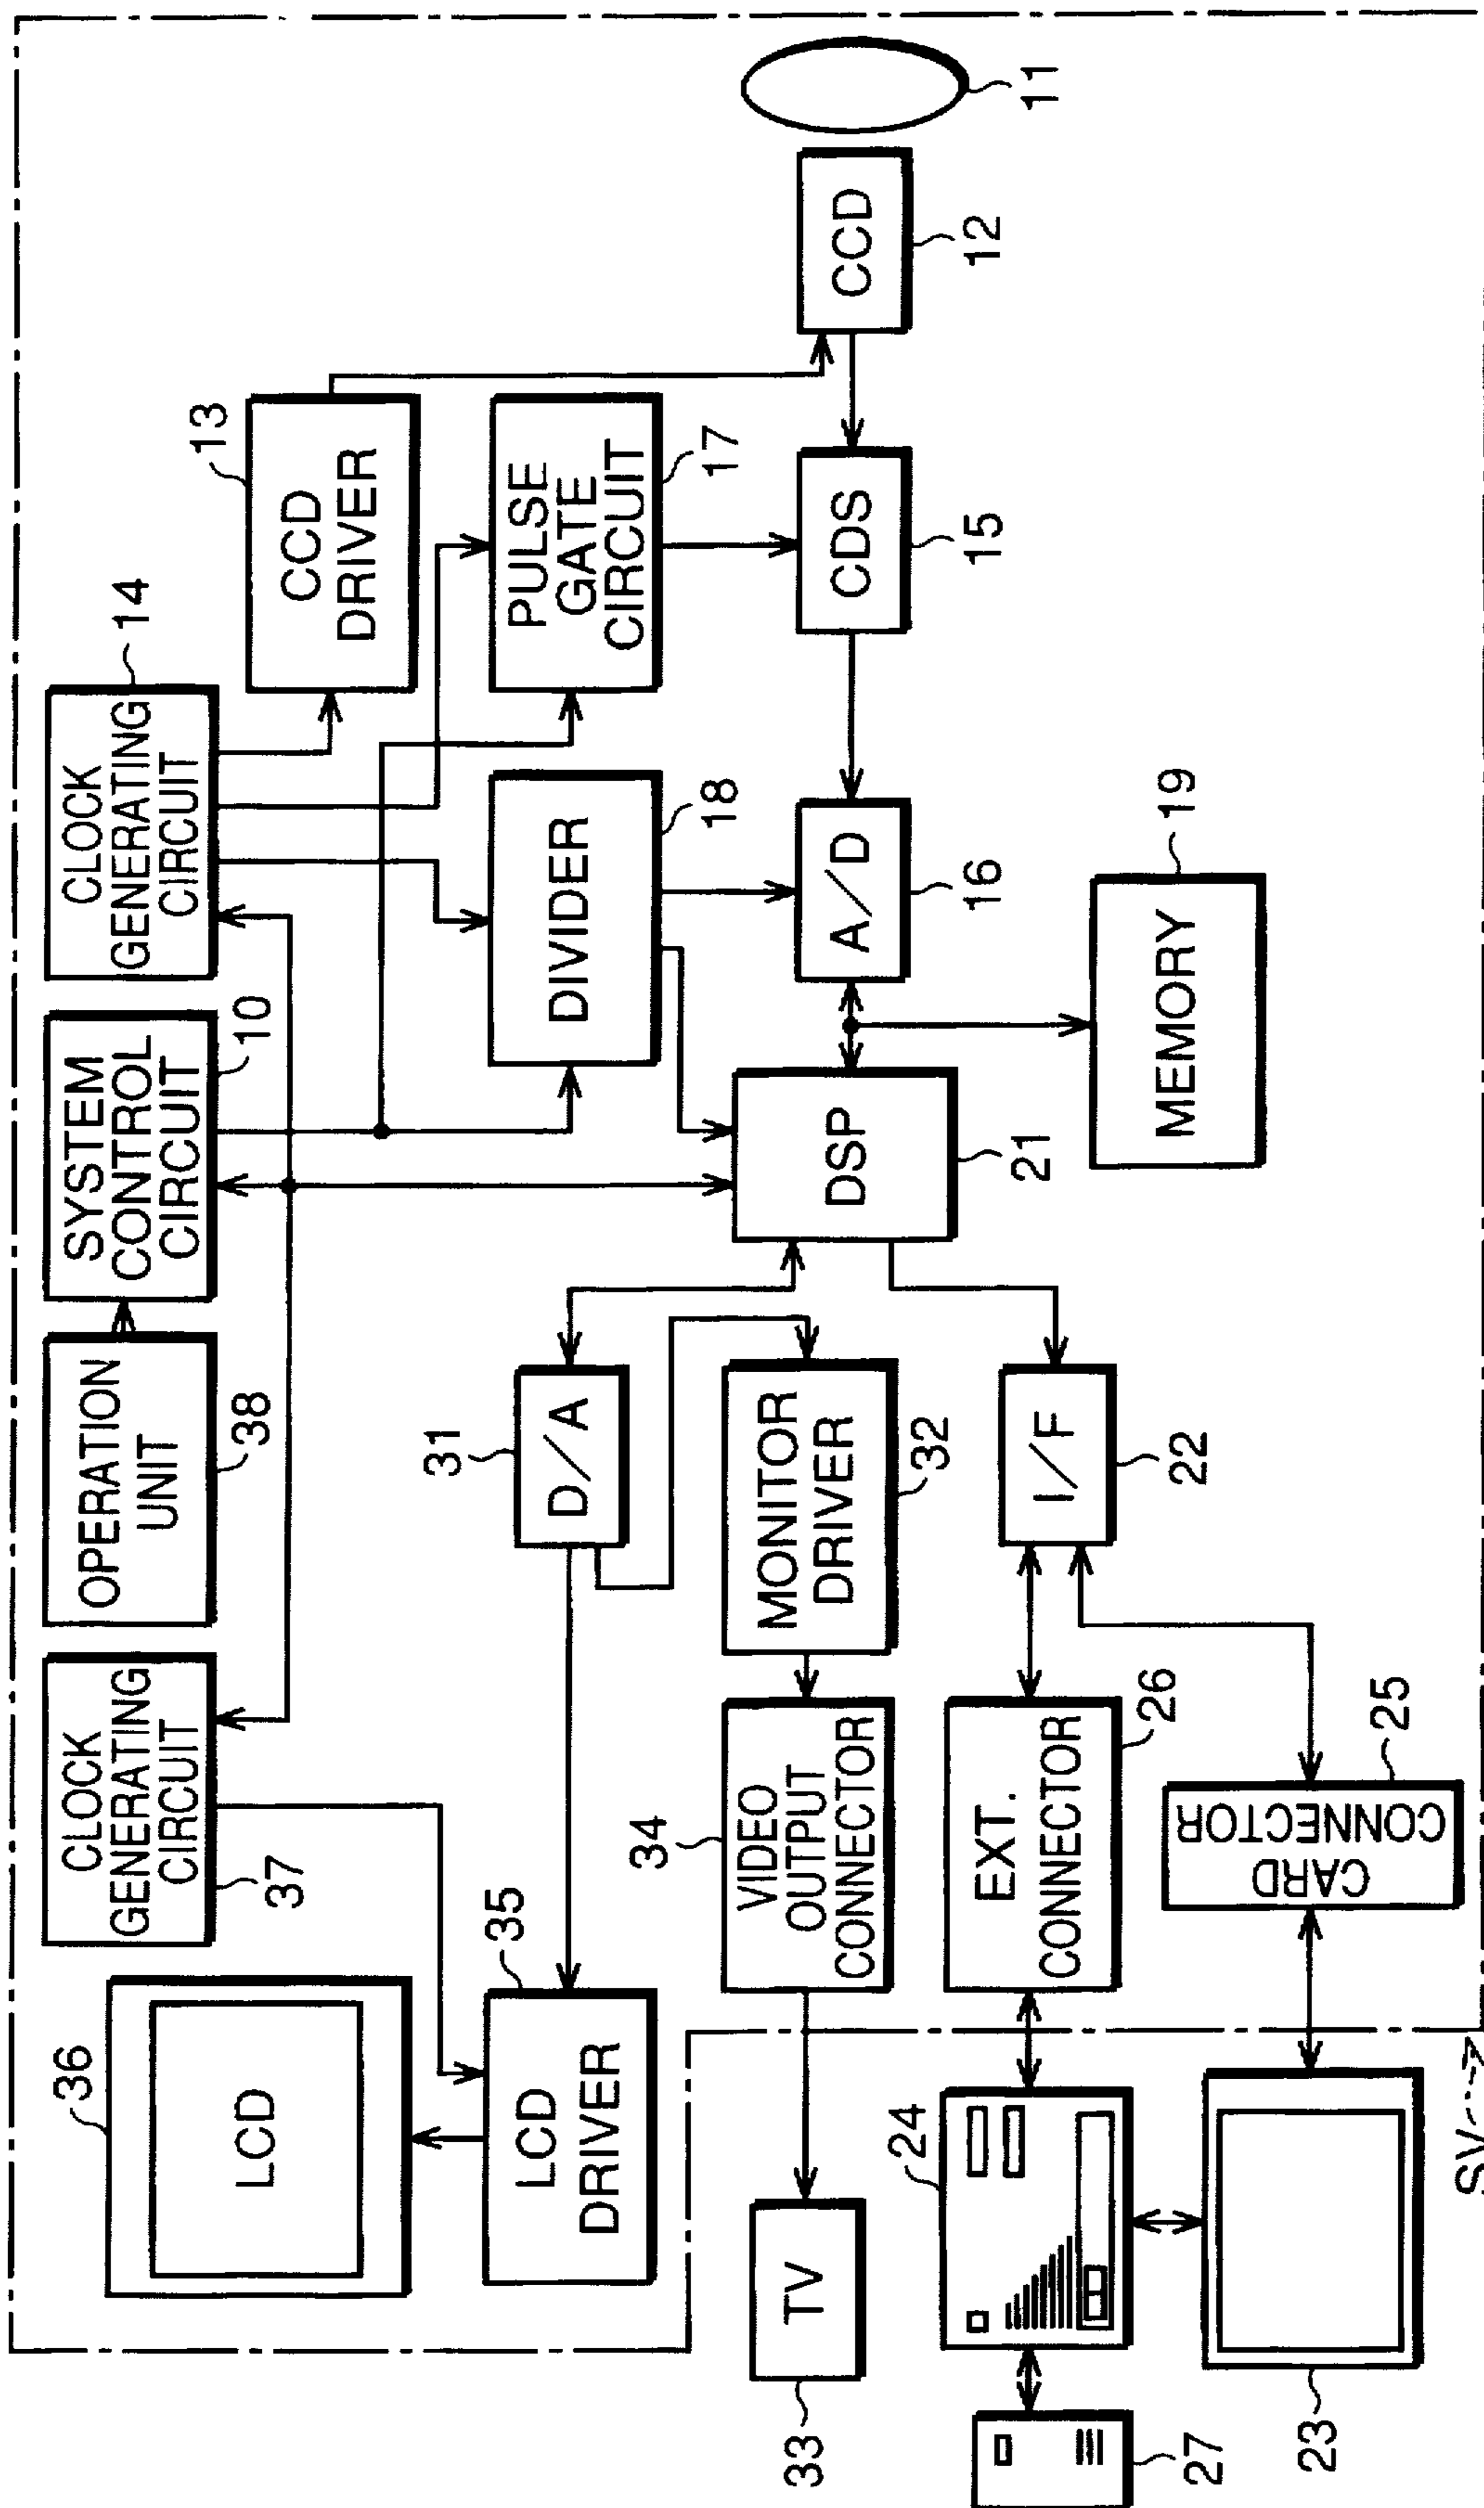 36
LCD
35
LCD
DRIVER
CLOCK
GENERATING
CIRCUIT
37
OPERATION
UNIT
38
SYSTEM
CONTROL
CIRCUIT
10
CLOCK
GENERATING
CIRCUIT
14
13
CCD
DRIVER
PULSE
GATE
CIRCUIT
17
DIVIDER
18
31
D/A
34
VIDEO
OUTPUT
CONNECTOR
MONITOR
DRIVER
32
DSP
21
A/D
16
CDS
15
CCD
12
11
TV
33
24
27
23
EXT.
CONNECTOR
26
I/F
22
CARD
CONNECTOR
25
MEMORY
19
SV